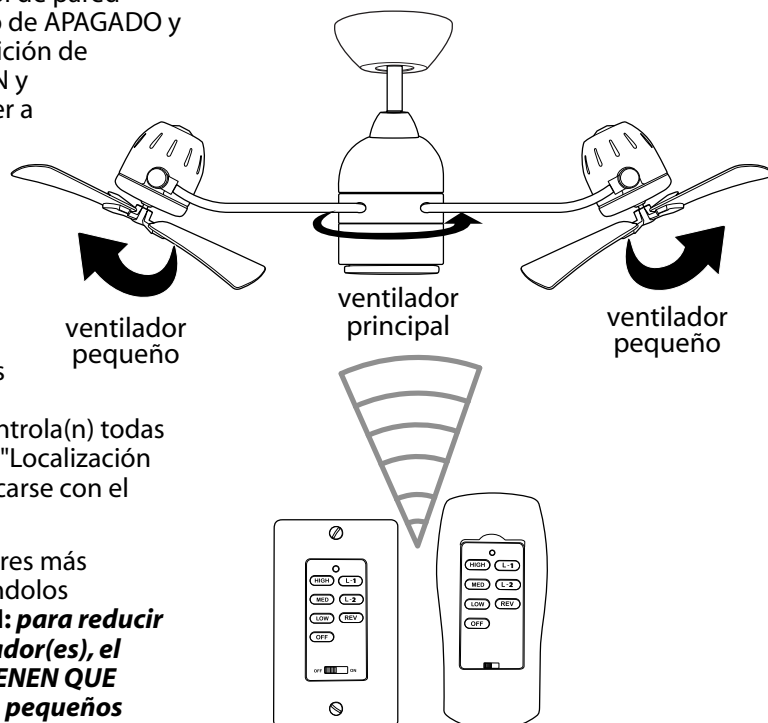 o de APAGADO y
ición de
N y
er a
ventilador
principal
ventilador
pequeño
ventilador
pequeño
s
ntrola(n) todas
"Localización
carse con el
res más
ndolos
: para reducir
ador(es), el
ENEN QUE
pequeños
HIGH L-1
MED L-2
LOW REV
OFF
OFF ON
HIGH L-1
MED L-2
LOW REV
OFF